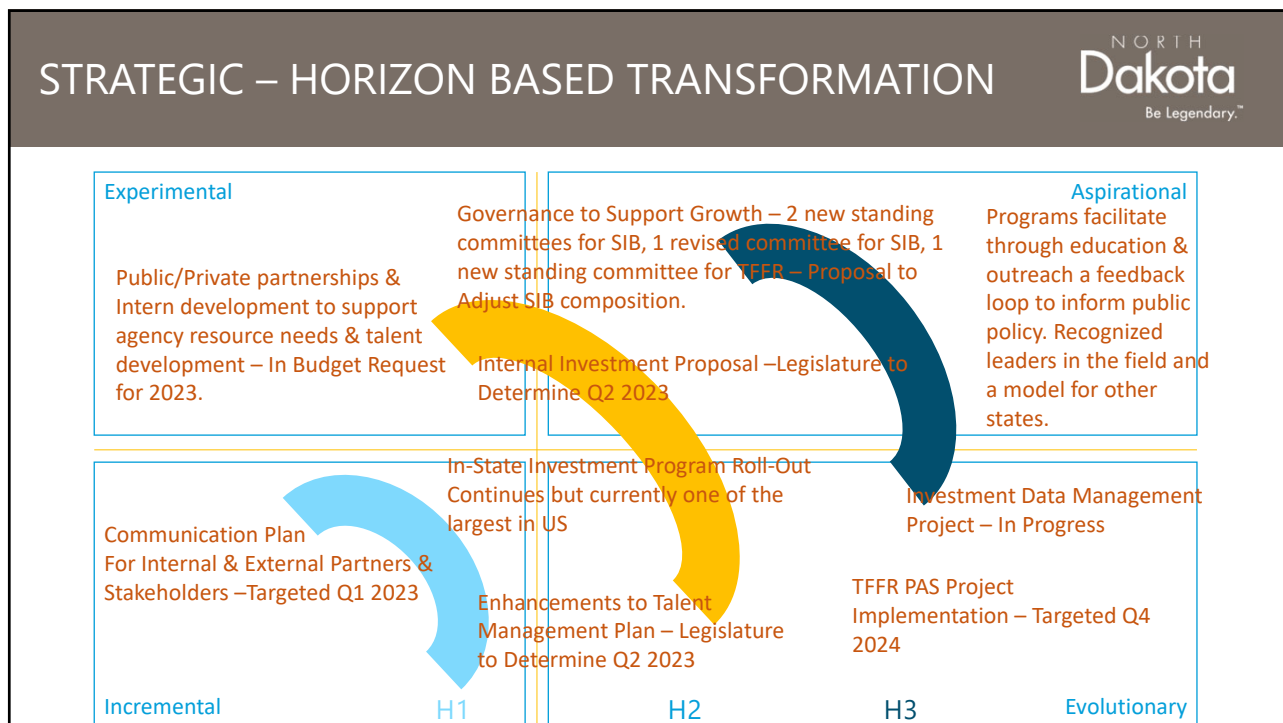 STRATEGIC – HORIZON BASED TRANSFORMATION
NORTH
Dakota
Be Legendary.™
Experimental
Public/Private partnerships &
Intern development to support
agency resource needs & talent
development – In Budget Request
for 2023.
Governance to Support Growth – 2 new standing
committees for SIB, 1 revised committee for SIB, 1
new standing committee for TFFR – Proposal to
Adjust SIB composition.
Internal Investment Proposal –Legislature to
Determine Q2 2023
Aspirational
Programs facilitate
through education &
outreach a feedback
loop to inform public
policy. Recognized
leaders in the field and
a model for other
states.
In-State Investment Program Roll-Out
Continues but currently one of the
largest in US
Communication Plan
For Internal & External Partners &
Stakeholders –Targeted Q1 2023
Enhancements to Talent
Management Plan – Legislature
to Determine Q2 2023
Investment Data Management
Project – In Progress
TFFR PAS Project
Implementation – Targeted Q4
2024
Incremental
H1
H2
H3
Evolutionary